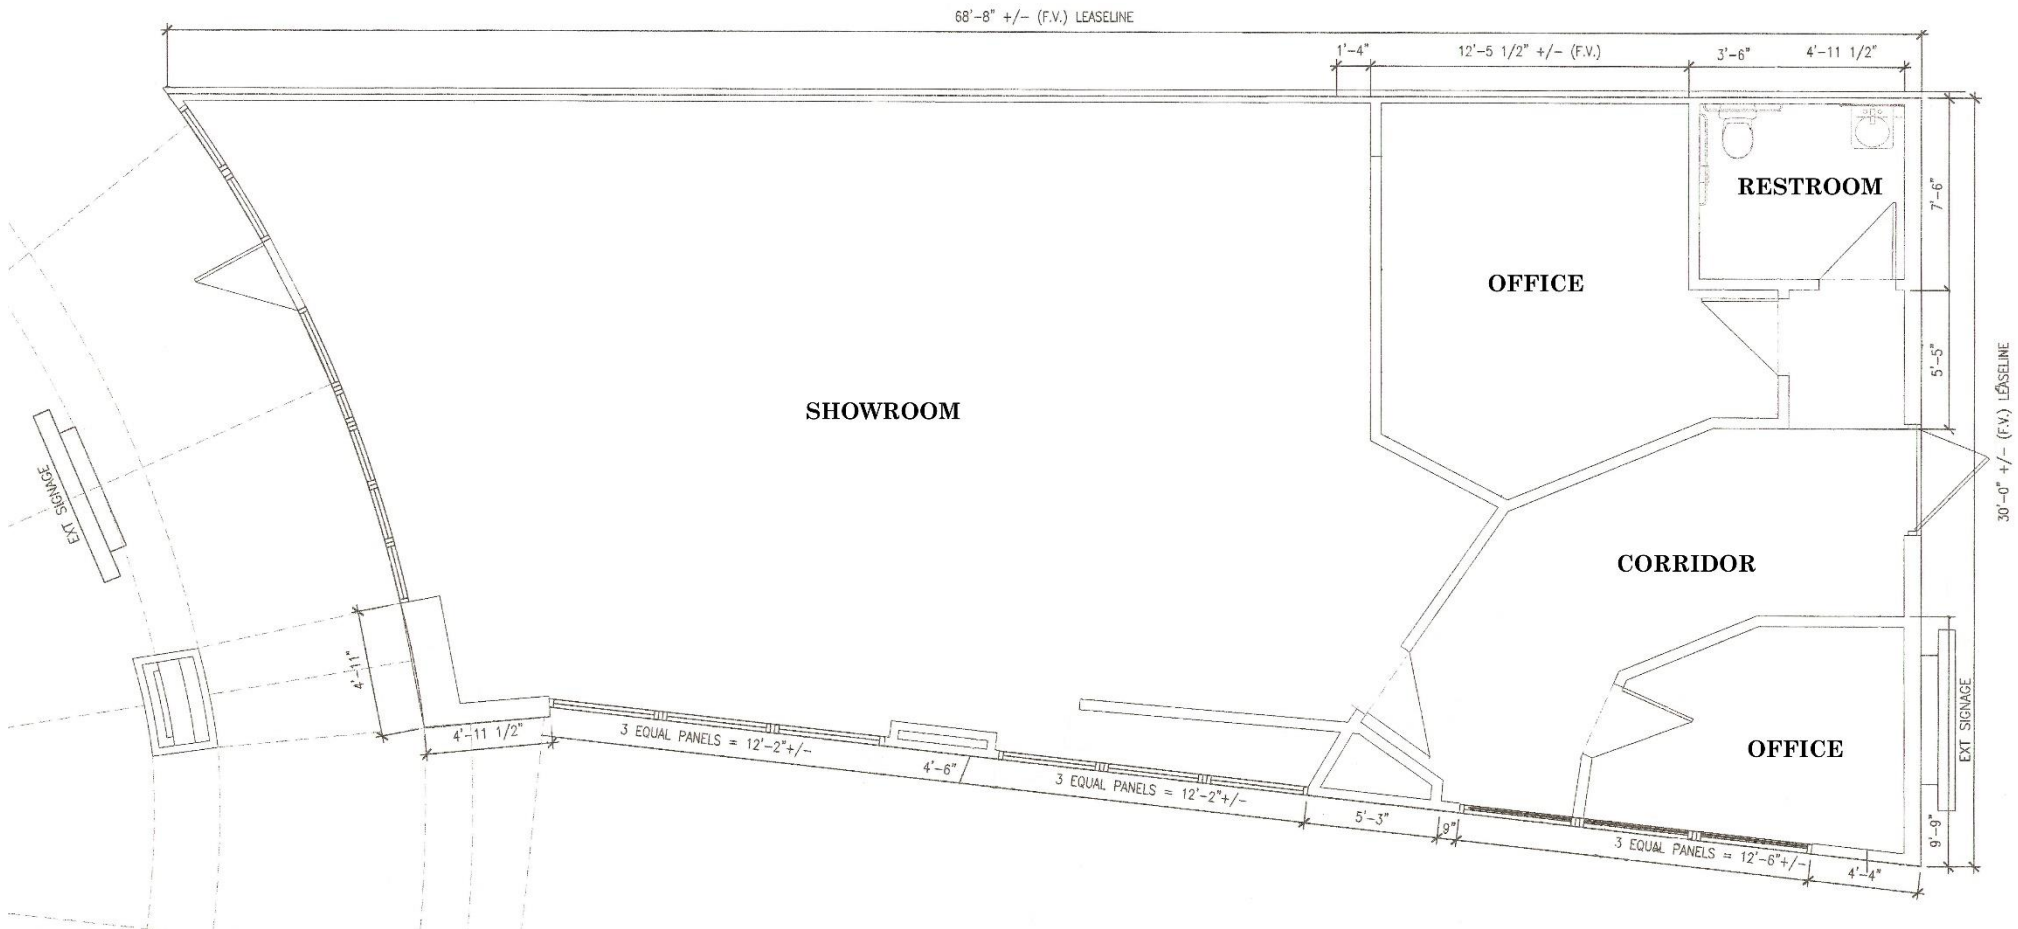 68'-8" +/- (F.V.) LEASELINE
1'-4"
12'-5 1/2" +/- (F.V.)
3'-6"
4'-11 1/2"
RESTROOM
7'-6"
OFFICE
5'-5"
30'-0" +/- (F.V.) LEASELINE
SHOWROOM
EXT SIGNAGE
CORRIDOR
4'-11"
4'-11 1/2"
3 EQUAL PANELS = 12'-2"+/-
4'-6"
3 EQUAL PANELS = 12'-2"+/-
OFFICE
EXT SIGNAGE
5'-3"
9"
3 EQUAL PANELS = 12'-6"+/-
4'-4"
9'-9"